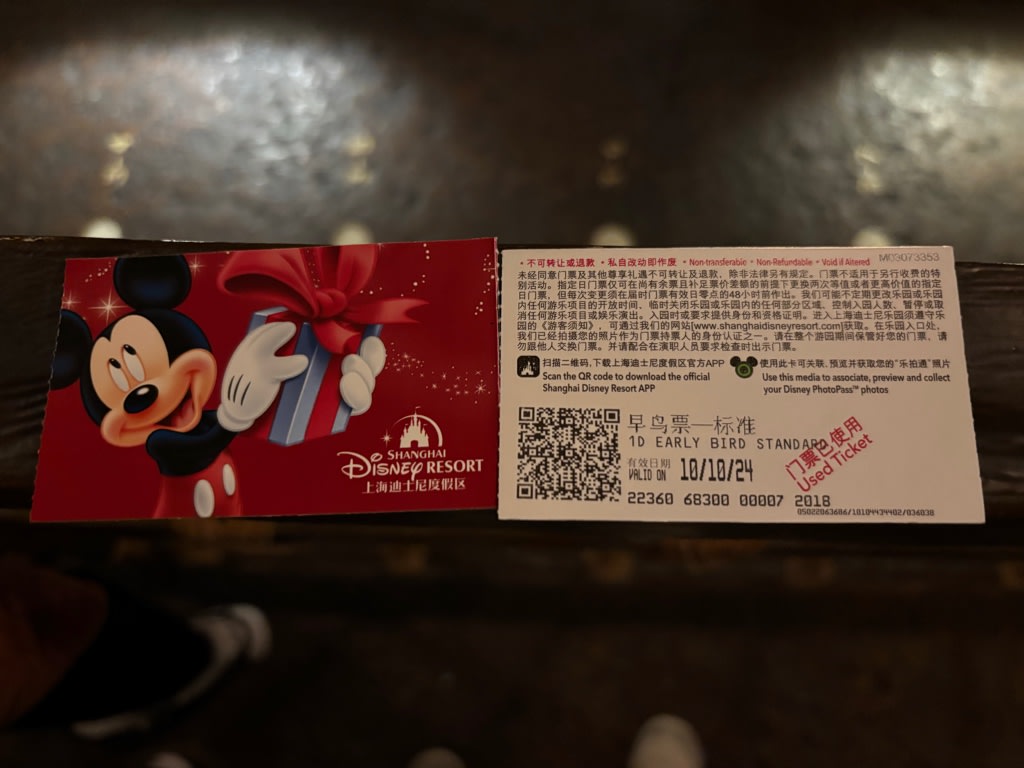 SHANGHAI
DISNEY RESORT
上海迪士尼度假区
• 不可转让或退款 • 私自改动即作废 • Non-transferable • Non-Refundable • Void if Altered M03073353
未经同意门票及其他尊享礼遇不可转让及退款，除非法律另有规定。门票不适用于另行收费的特
别活动。指定日门票仅可在尚有余票且补足票价差额的前提下更换两次等值或者更高价值的指定
日门票，但每次变更须在届时门票有效日零点的48小时前作出。我们可能不定期更改乐园或乐园
内任何游乐项目的开放时间、临时关闭乐园或乐园内的任何部分区域、控制入园人数、暂停或取
消任何游乐项目或娱乐演出。入园时或要求提供身份和资格证明。进入上海迪士尼乐园须遵守乐
园的《游客须知》，可通过我们的网站[www.shanghaidisneyresort.com]获取。在乐园入口处，
我们已经拍摄您的照片作为门票持票人的身份认证之一。请在整个游园期间保管好您的门票，请
勿跟他人交换门票。并请配合在演职人员要求检查时出示门票。
扫描二维码，下载上海迪士尼度假区官方APP
Scan the QR code to download the official
Shanghai Disney Resort APP
使用此卡可关联、预览并获取您的“乐拍通”照片
Use this media to associate, preview and collect
your Disney PhotoPass™ photos
早鸟票—标准
1D EARLY BIRD STANDARD
有效日期
VALID ON 10/10/24
门票已使用
Used Ticket
22360 68300 00007 2018
05022063606/10104434402/036030